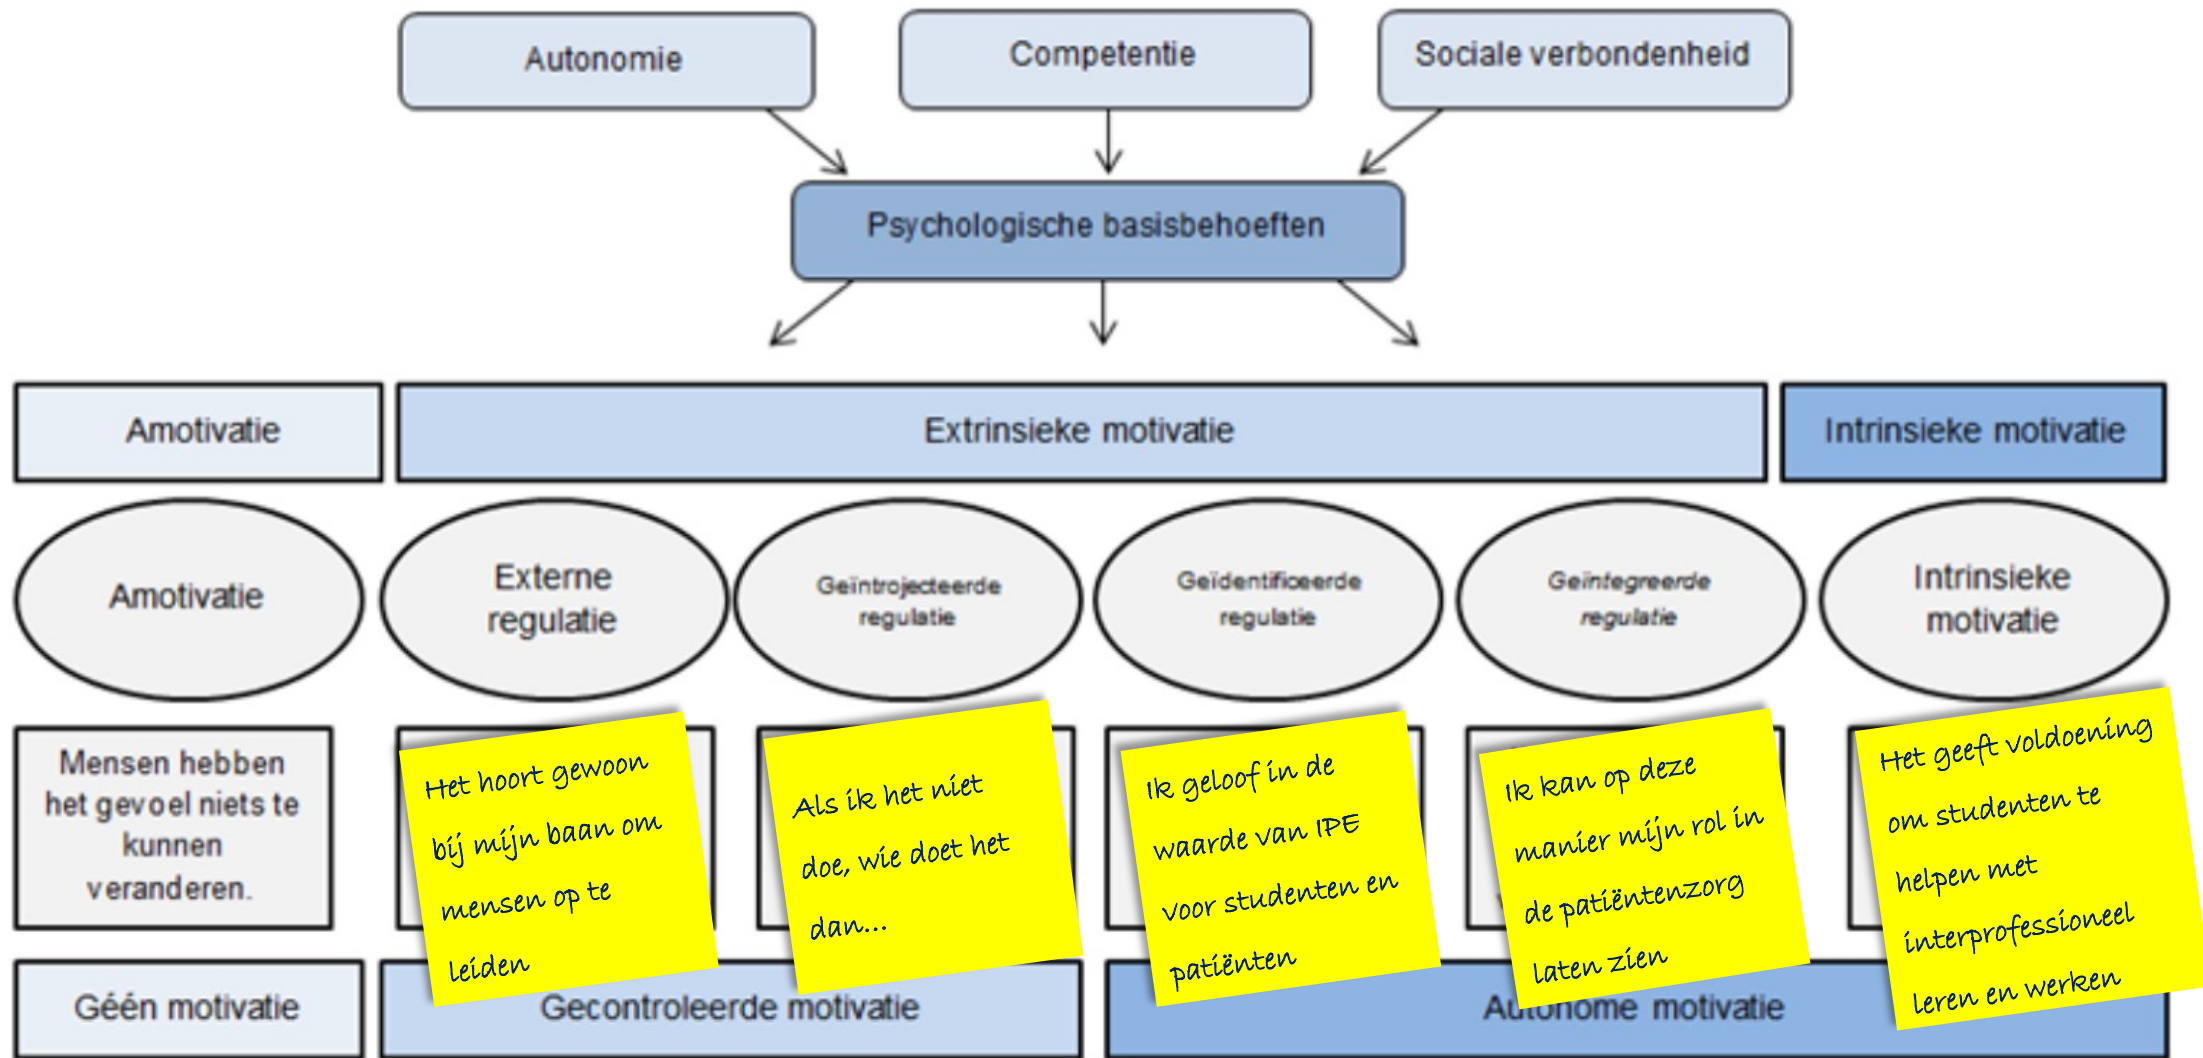 Autonomie
Competentie
Sociale verbondenheid
Psychologische basisbehoeften
Amotivatie
Extrinsieke motivatie
Intrinsieke motivatie
Amotivatie
Externe
regulatie
Geïntrojecteerde
regulatie
Geïdentificeerde
regulatie
Geïntegreerde
regulatie
Intrinsieke
motivatie
Mensen hebben
het gevoel niets te
kunnen
veranderen.
Het hoort gewoon
bij mijn baan om
mensen op te
leiden
Als ik het niet
doe, wie doet het
dan...
Ik geloof in de
waarde van IPE
voor studenten en
patiënten
Ik kan op deze
manier mijn rol in
de patiëntenzorg
laten zien
Het geeft voldoening
om studenten te
helpen met
interprofessioneel
leren en werken
Géén motivatie
Gecontroleerde motivatie
Autonome motivatie